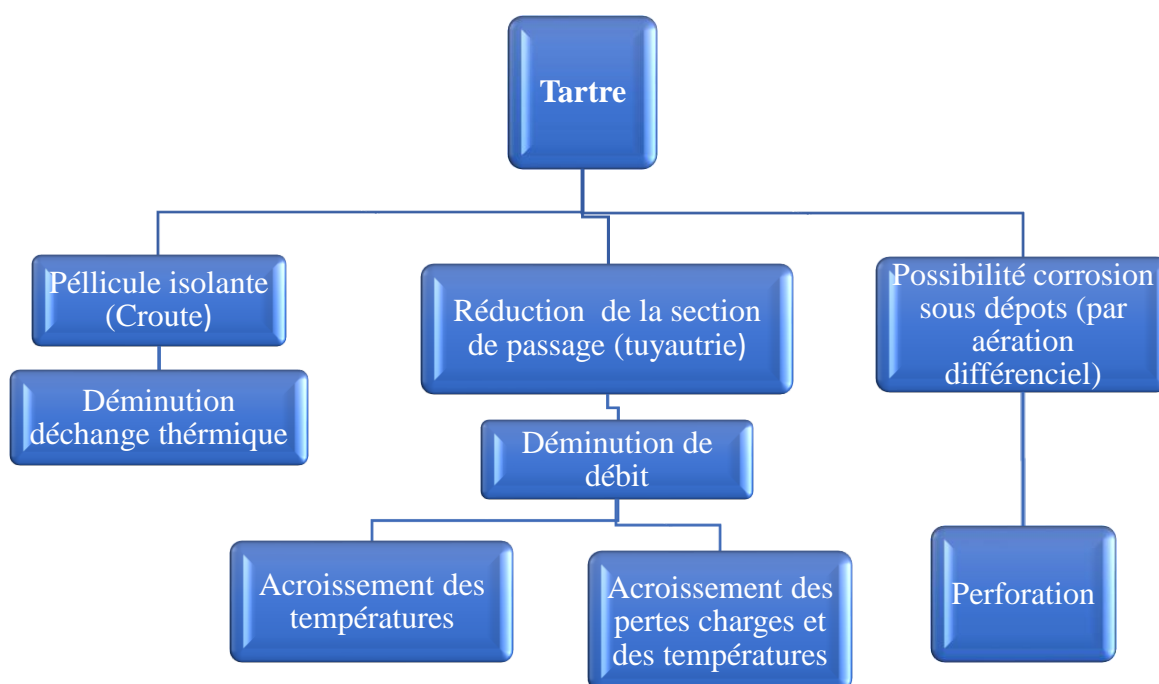 Tartre
Péllicule isolante
(Croute)
Réduction de la section
de passage (tuyautrie)
Possibilité corrosion
sous dépots (par
aération
différenciel)
Déminution
déchange thérmique
Déminution de
débit
Acroissement des
températures
Acroissement des
pertes charges et
des températures
Perforation